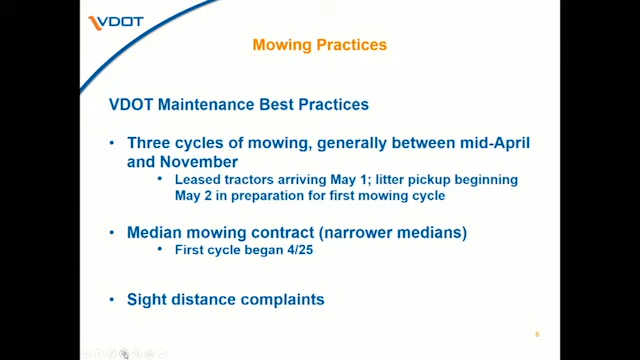 VDOT
Mowing Practices
VDOT Maintenance Best Practices
• Three cycles of mowing, generally between mid-April
and November
• Leased tractors arriving May 1; litter pickup beginning
May 2 in preparation for first mowing cycle
• Median mowing contract (narrower medians)
• First cycle began 4/25
• Sight distance complaints
6